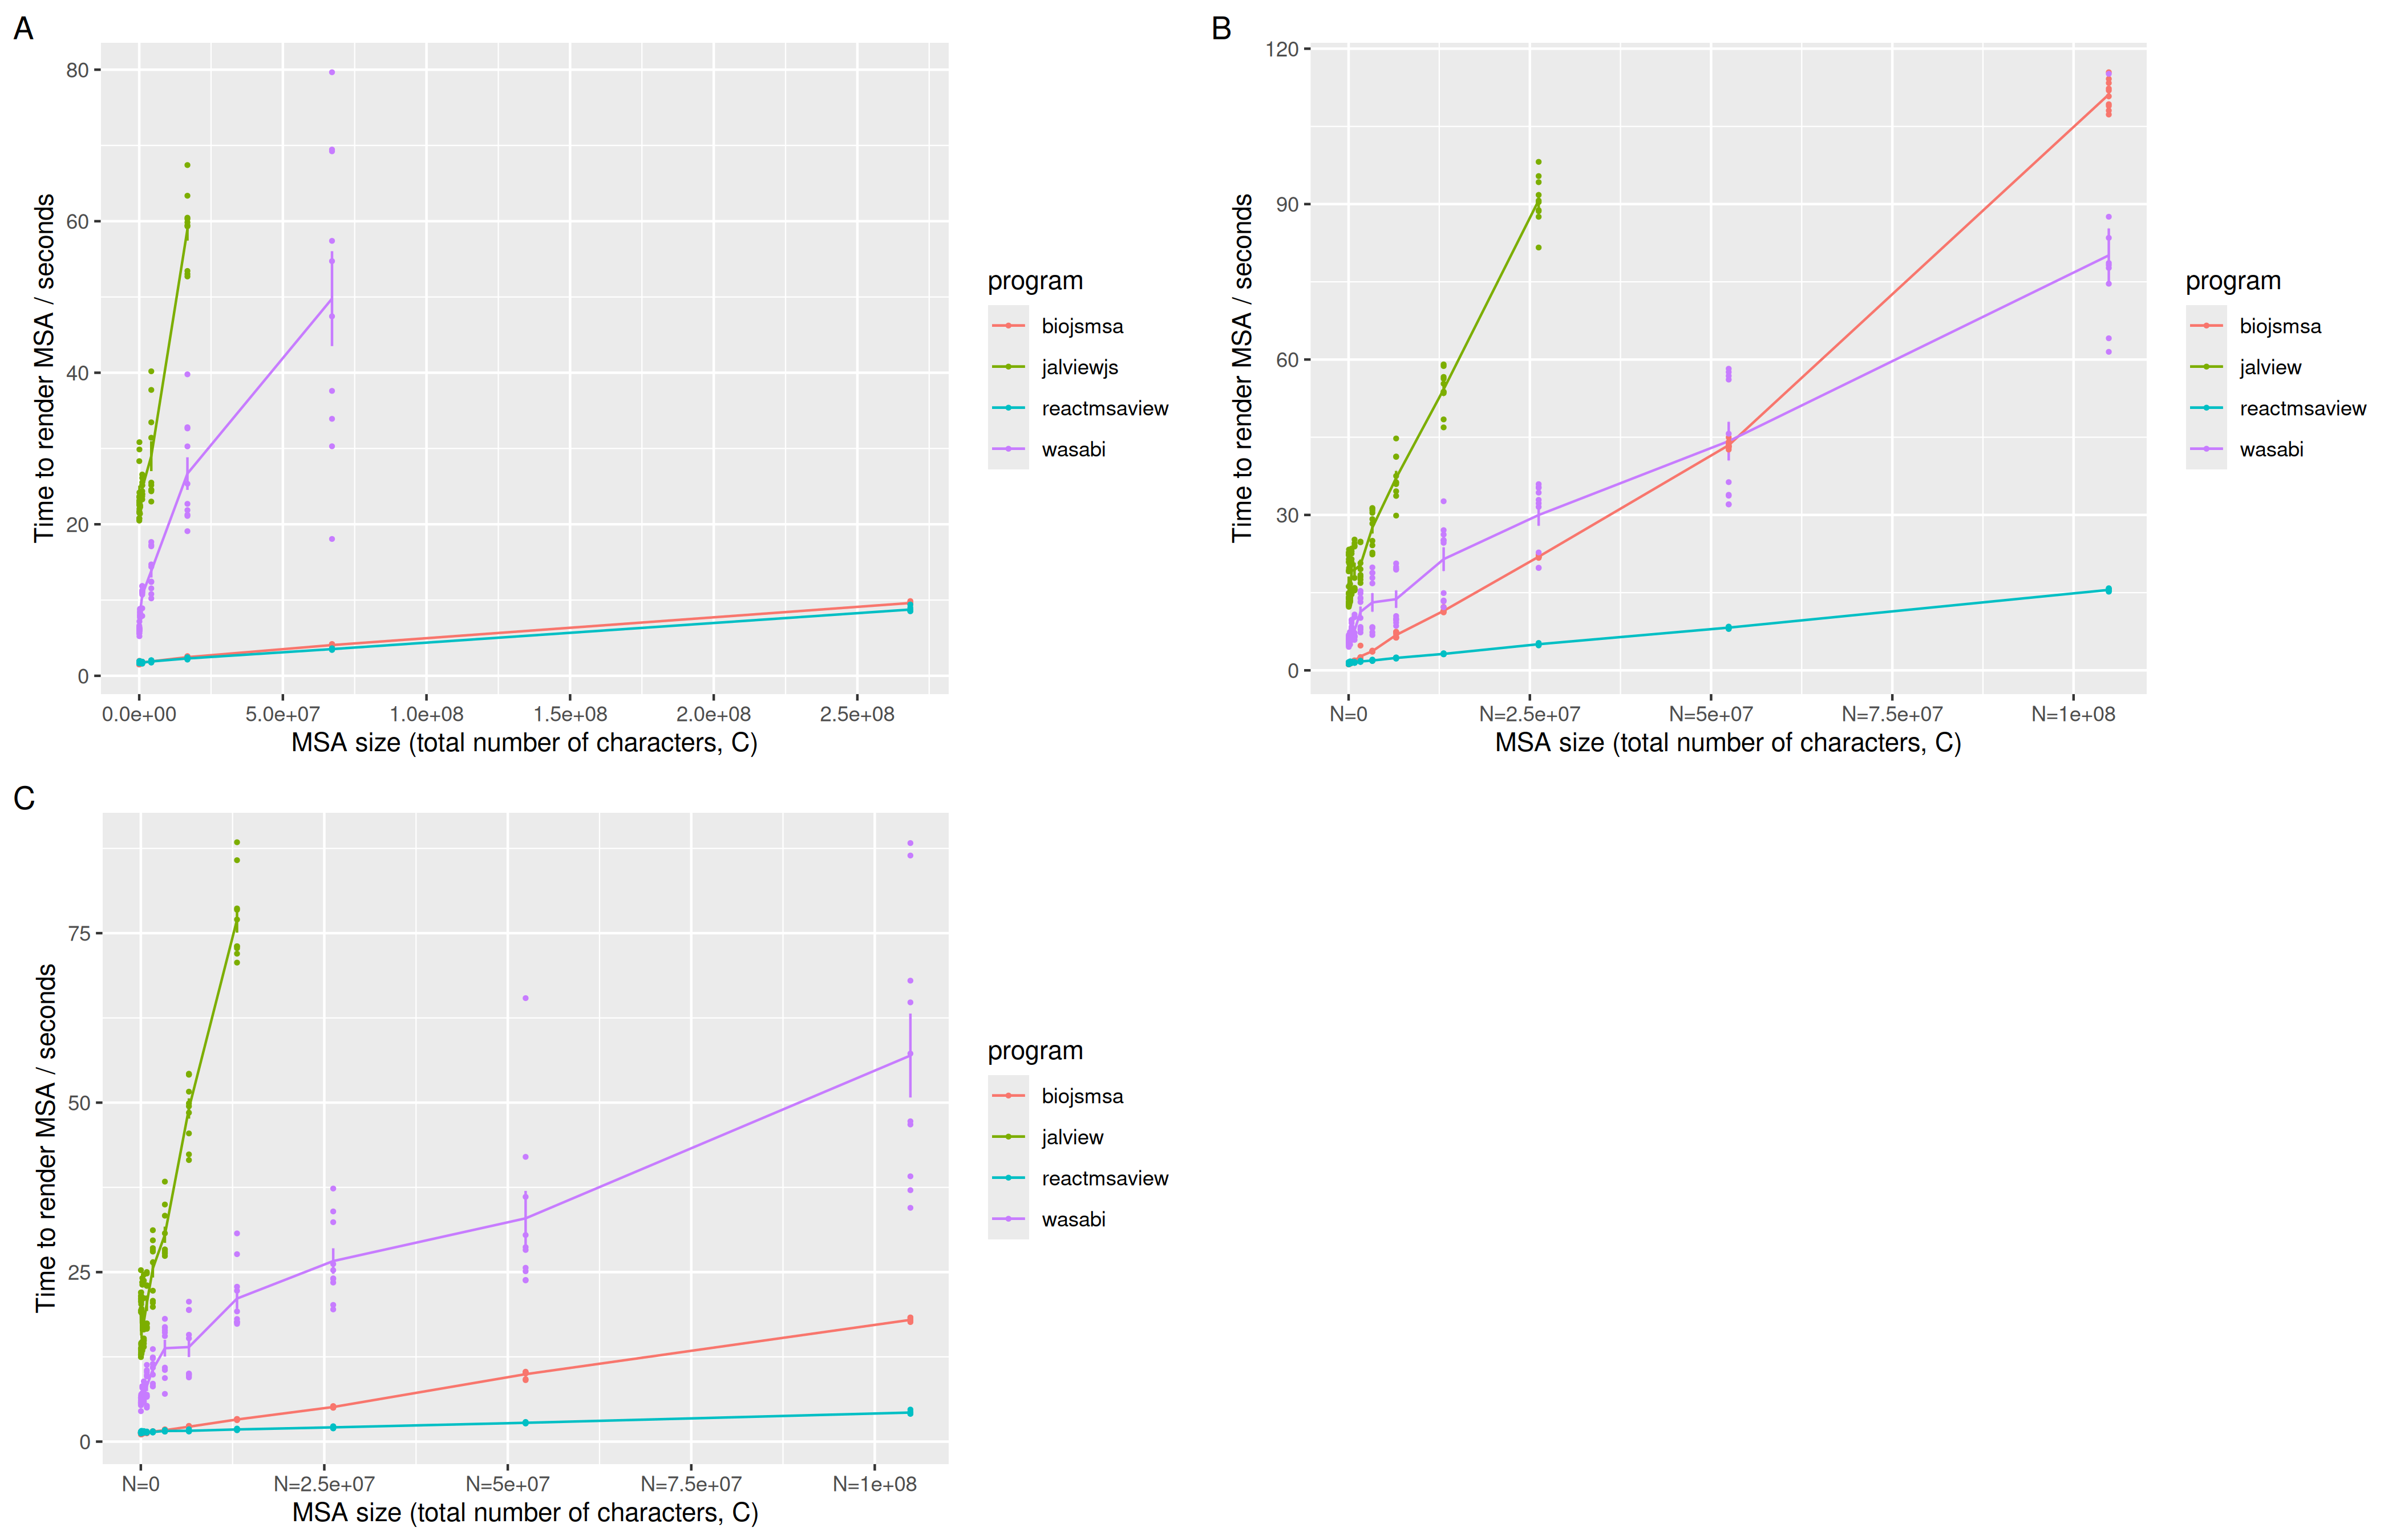 A
Time to render MSA / seconds
80
60
40
20
0
0.0e+00 5.0e+07 1.0e+08 1.5e+08 2.0e+08 2.5e+08
MSA size (total number of characters, C)
program
biojsmsa
jalviewjs
reactmsaview
wasabi
B
Time to render MSA / seconds
120
90
60
30
0
N=0 N=2.5e+07 N=5e+07 N=7.5e+07 N=1e+08
MSA size (total number of characters, C)
program
biojsmsa
jalview
reactmsaview
wasabi
C
Time to render MSA / seconds
75
50
25
0
N=0 N=2.5e+07 N=5e+07 N=7.5e+07 N=1e+08
MSA size (total number of characters, C)
program
biojsmsa
jalview
reactmsaview
wasabi